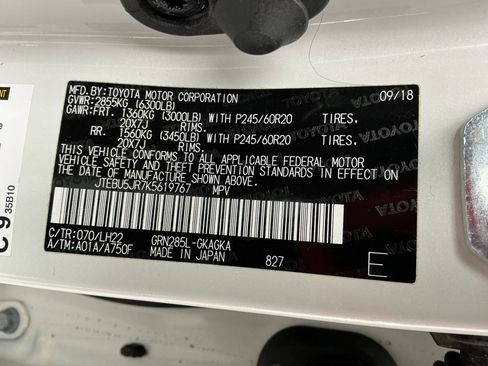 MFD. BY: TOYOTA MOTOR CORPORATION 09/18
GVWR: 2855KG (6300LB)
GAWR: FRT. 1360KG (3000LB) WITH P245/60R20 TIRES.
20X7J RIMS.
RR. 1560KG (3450LB) WITH P245/60R20 TIRES.
20X7J RIMS.
THIS VEHICLE CONFORMS TO ALL APPLICABLE FEDERAL MOTOR
VEHICLE SAFETY AND THEFT PREVENTION STANDARDS IN EFFECT ON
THE DATE OF MANUFACTURE SHOWN ABOVE.
JTEBU5JR7K5619767 MPV
C/TR: 070/LH22 GRN285L-GKAGKA
A/TM: A01A/A750F MADE IN JAPAN 827 E
35B10
C 9